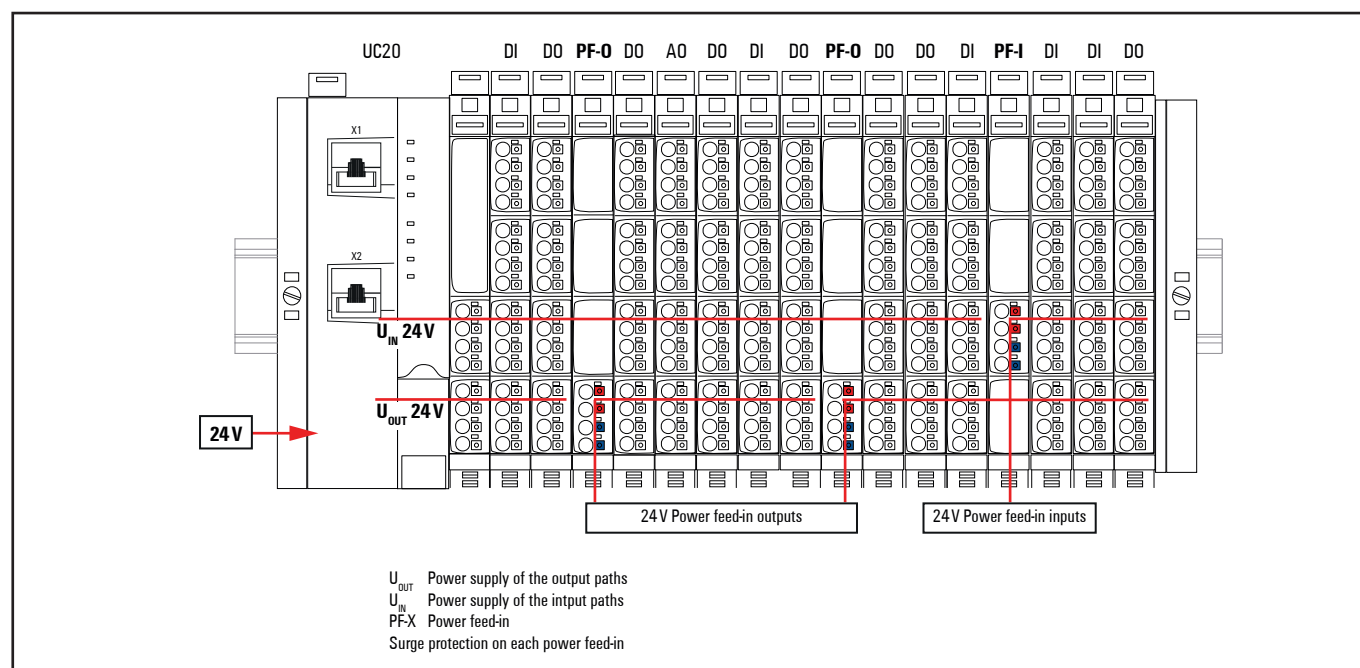 UC20 DI DO PF-O DO AO DO DI DO PF-O DO DO DI PF-I DI DI DO
X1
X2
U_IN 24 V
U_OUT 24 V
24 V
24 V Power feed-in outputs
24 V Power feed-in inputs
U_OUT Power supply of the output paths
U_IN Power supply of the intput paths
PF-X Power feed-in
Surge protection on each power feed-in